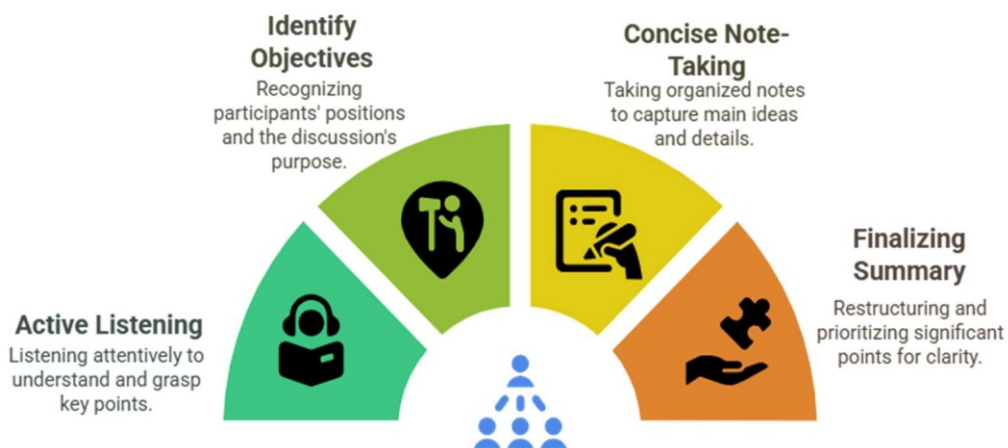 Identify
Objectives
Recognizing
participants' positions
and the discussion's
purpose.
Concise Note-
Taking
Taking organized notes
to capture main ideas
and details.
Active Listening
Listening attentively to
understand and grasp
key points.
Finalizing
Summary
Restructuring and
prioritizing significant
points for clarity.